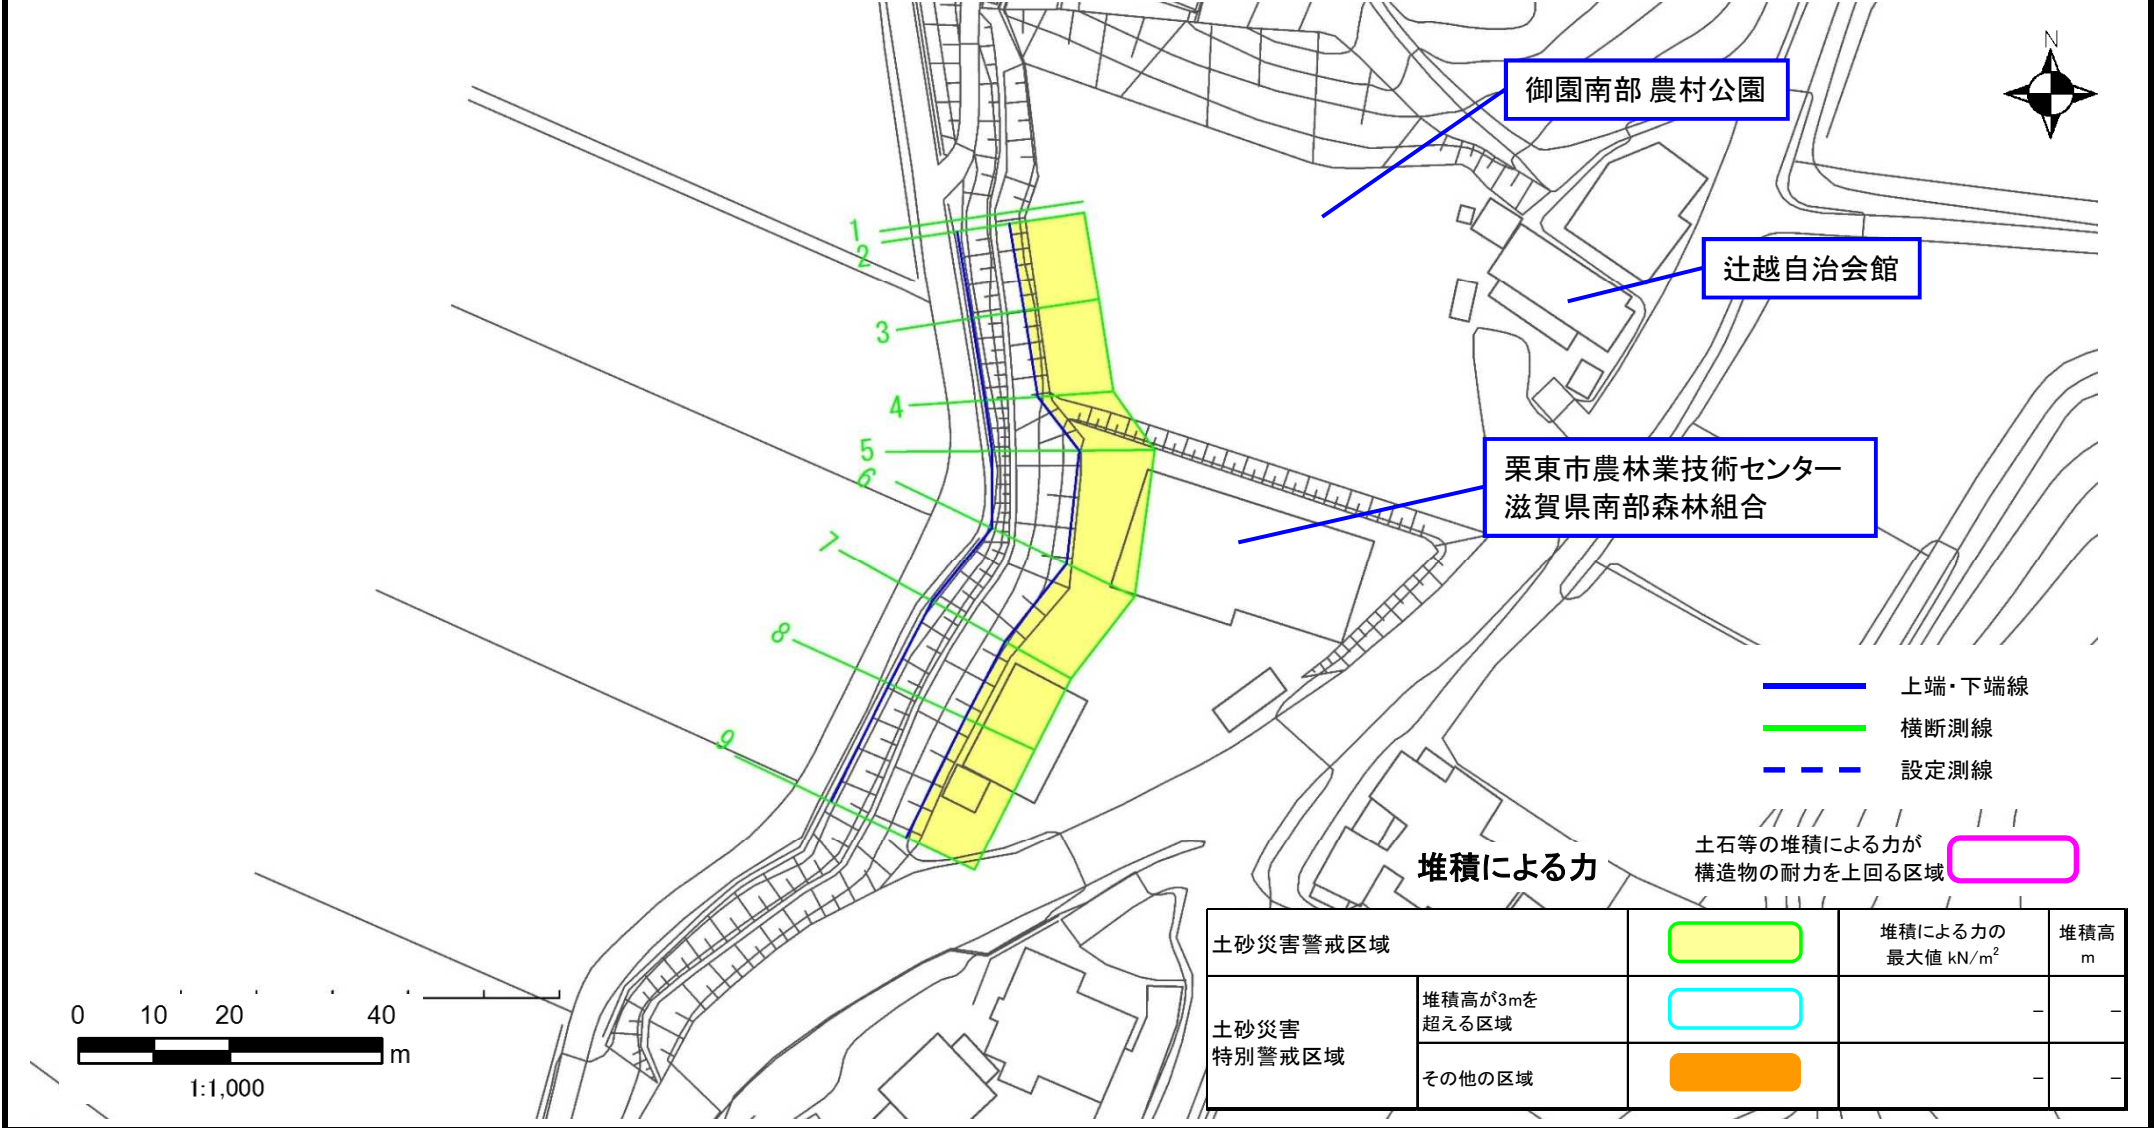 N
御園南部 農村公園
辻越自治会館
1
2
3
4
5
6
7
8
9
栗東市農林業技術センター
滋賀県南部森林組合
上端・下端線
横断測線
設定測線
堆積による力
土石等の堆積による力が
構造物の耐力を上回る区域
土砂災害警戒区域
堆積による力の
最大値 kN/m²
堆積高
m
土砂災害
特別警戒区域
堆積高が3mを
超える区域
－
－
その他の区域
－
－
0 10 20 40
m
1:1,000